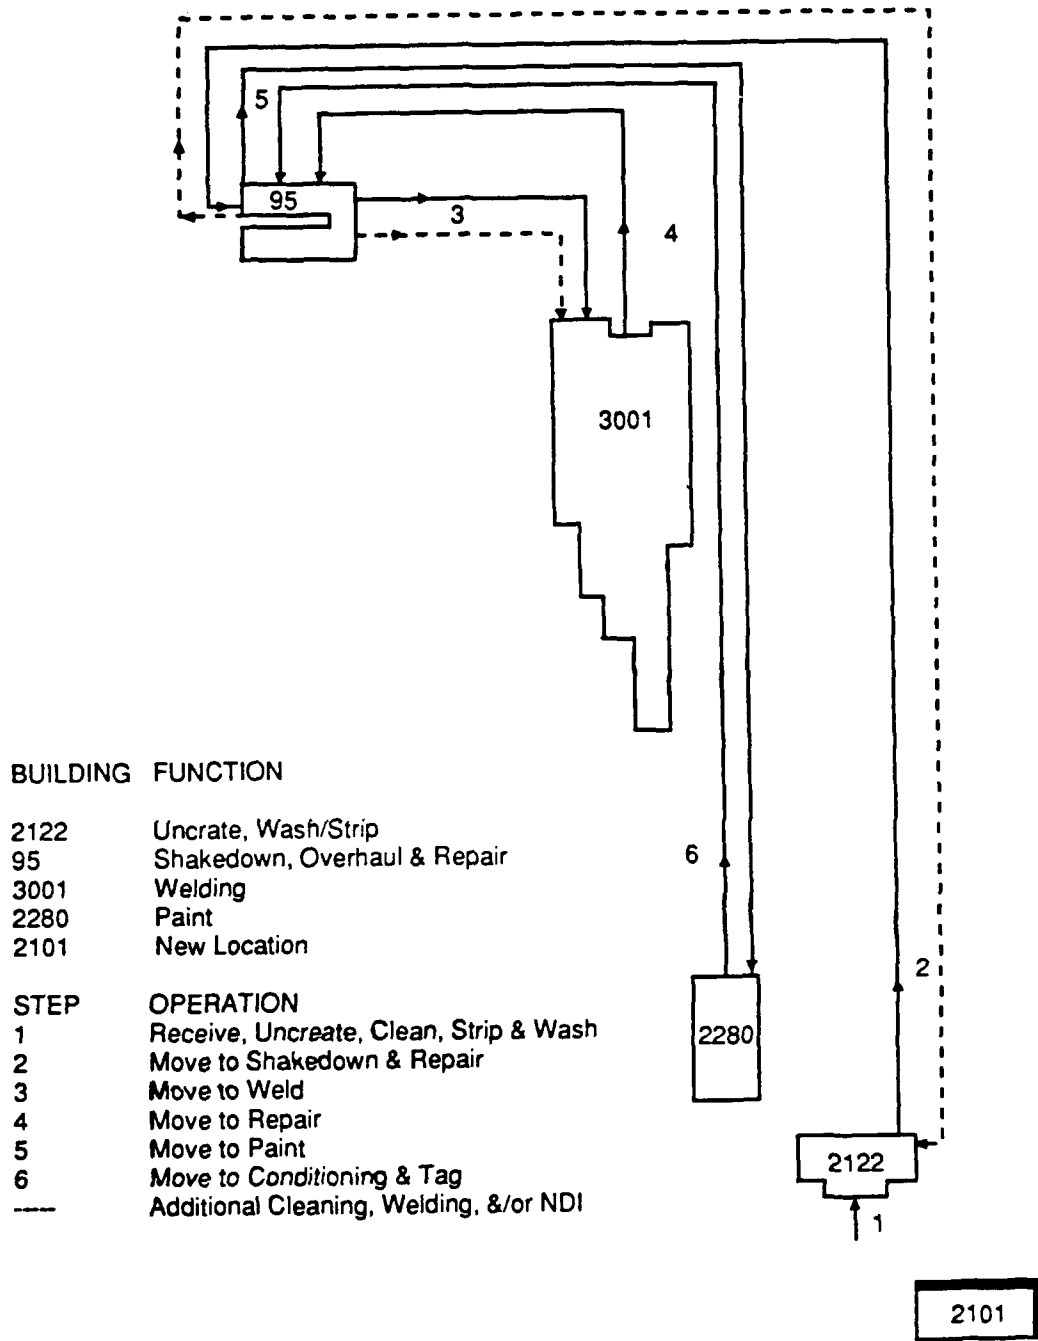 5
95
3
4
3001
BUILDING FUNCTION
2122 Uncrate, Wash/Strip
95 Shakedown, Overhaul & Repair
3001 Welding
2280 Paint
2101 New Location
6
2
STEP OPERATION
1 Receive, Uncreate, Clean, Strip & Wash
2 Move to Shakedown & Repair
3 Move to Weld
4 Move to Repair
5 Move to Paint
6 Move to Conditioning & Tag
---- Additional Cleaning, Welding, &/or NDI
2280
2122
1
2101